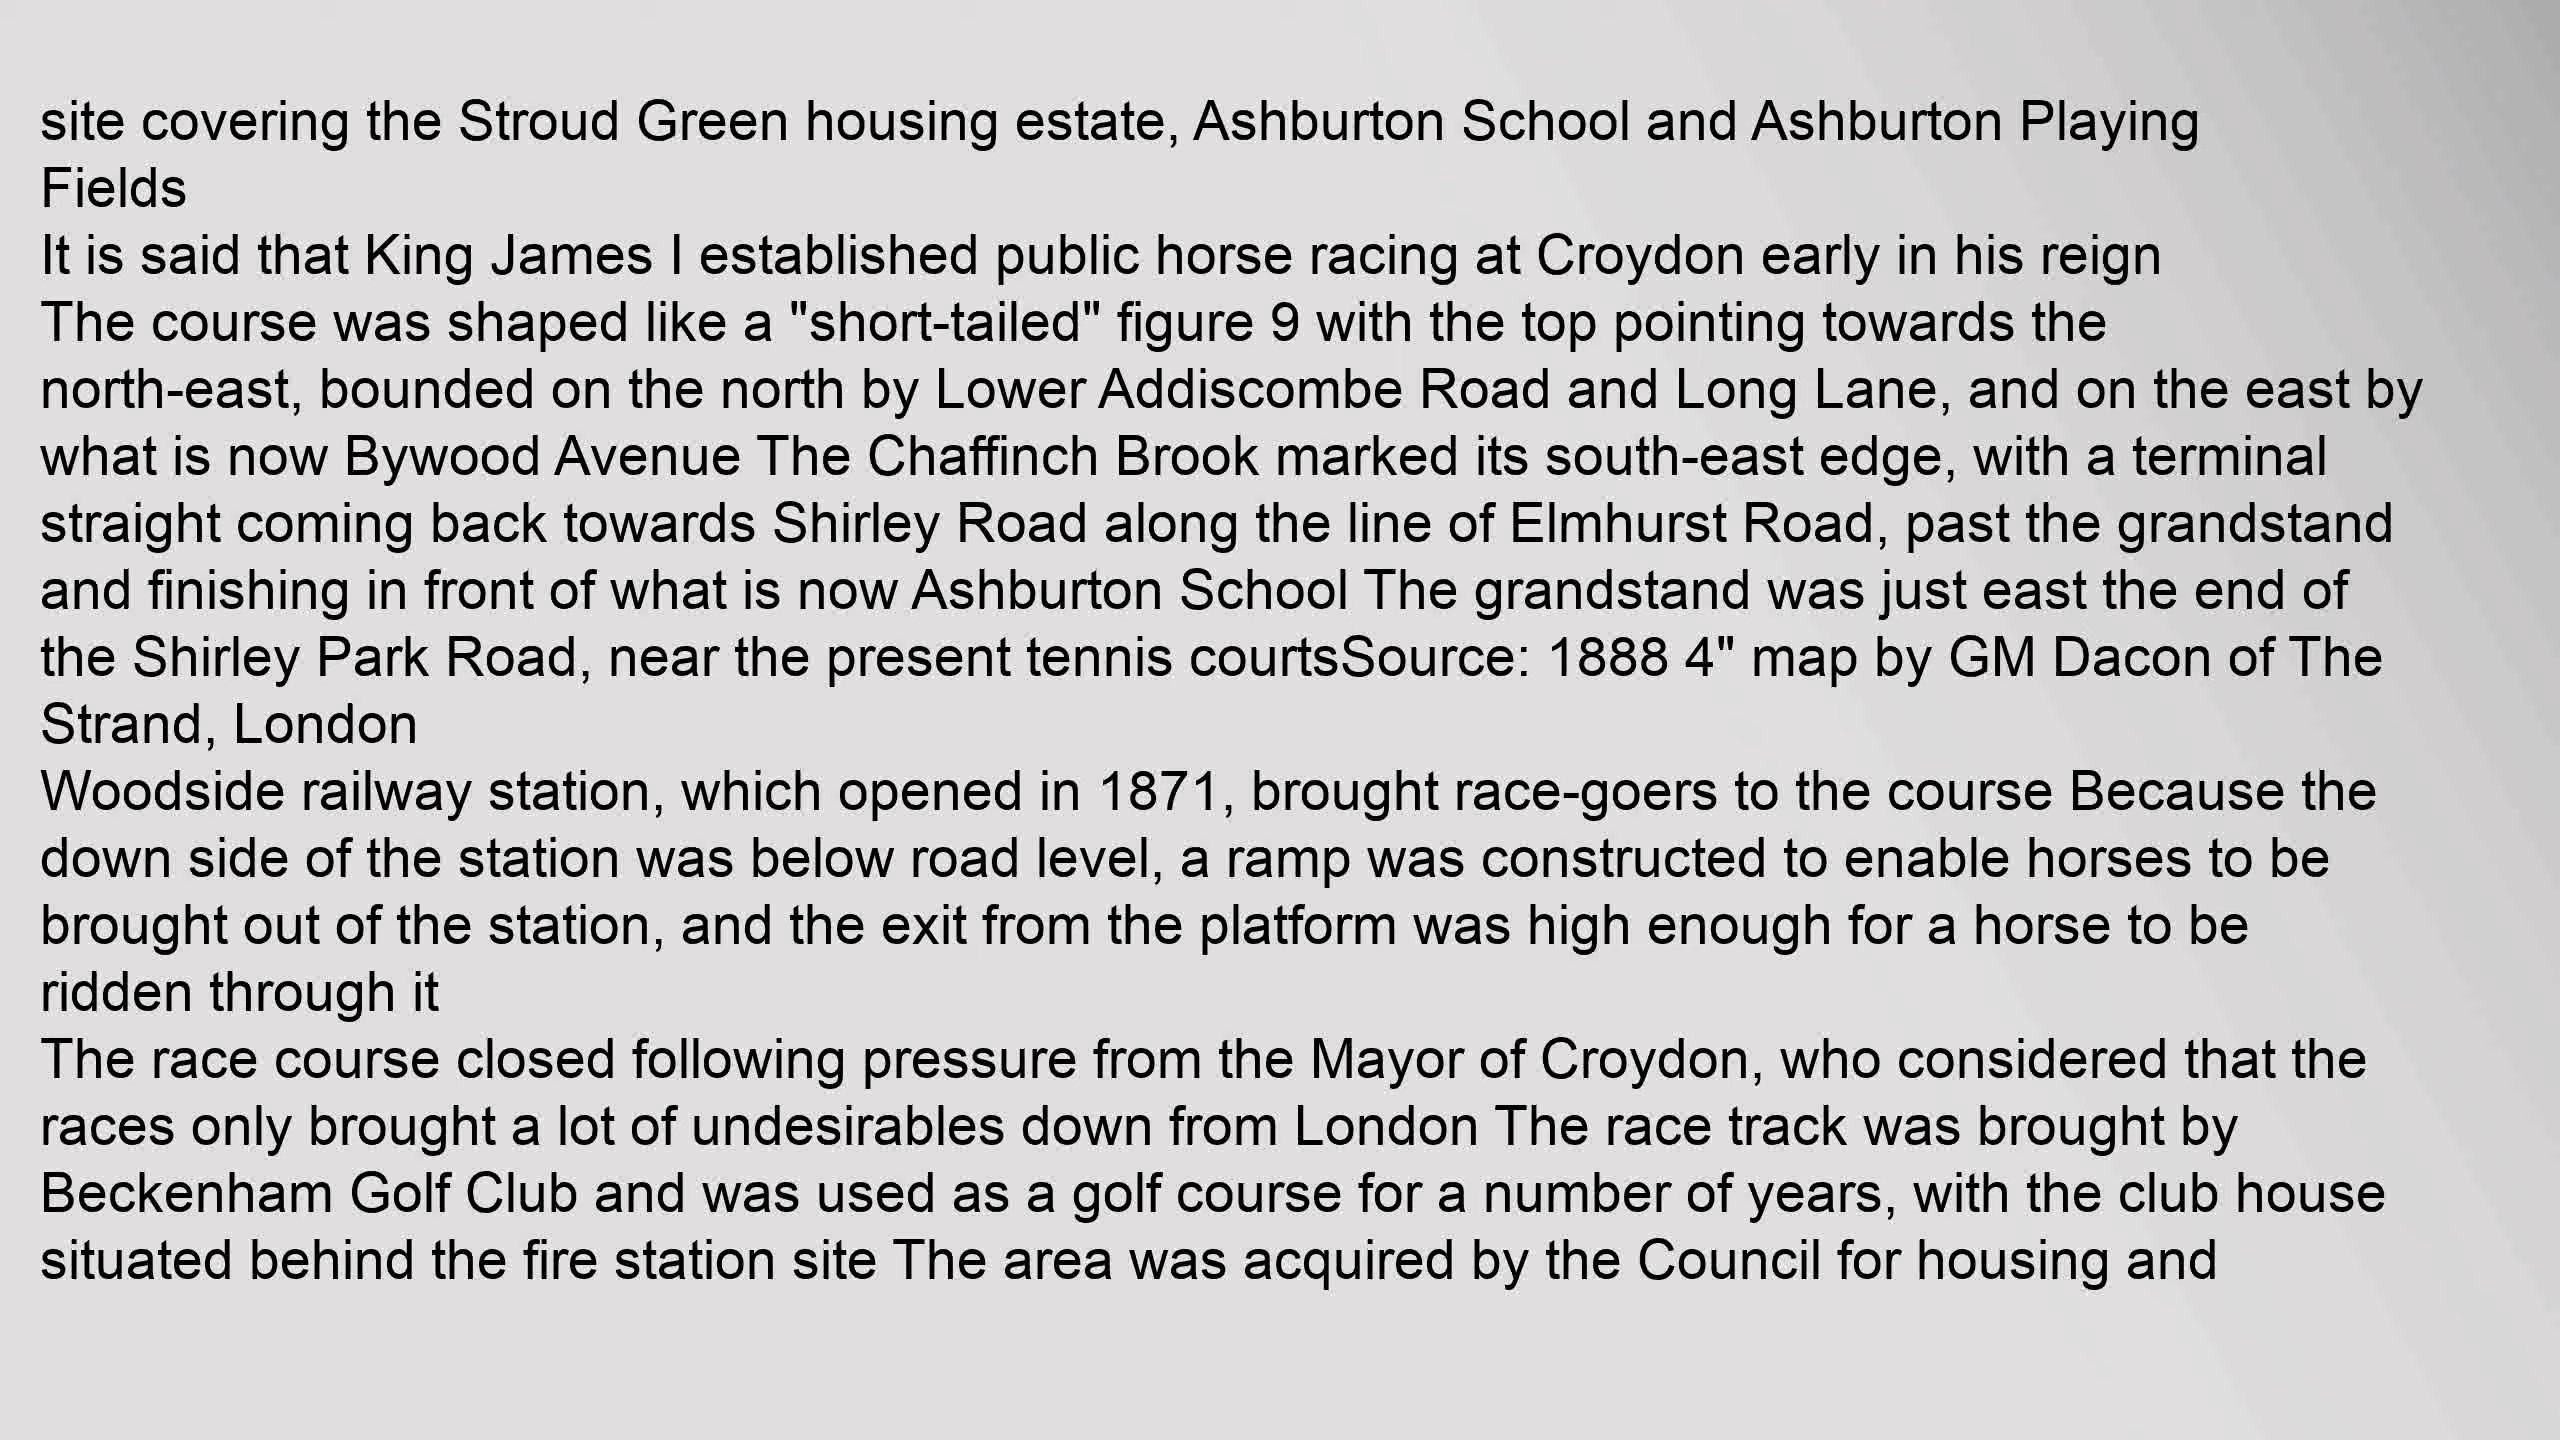 site covering the Stroud Green housing estate, Ashburton School and Ashburton Playing
Fields
It is said that King James I established public horse racing at Croydon early in his reign
The course was shaped like a "short-tailed" figure 9 with the top pointing towards the
north-east, bounded on the north by Lower Addiscombe Road and Long Lane, and on the east by
what is now Bywood Avenue The Chaffinch Brook marked its south-east edge, with a terminal
straight coming back towards Shirley Road along the line of Elmhurst Road, past the grandstand
and finishing in front of what is now Ashburton School The grandstand was just east the end of
the Shirley Park Road, near the present tennis courtsSource: 1888 4" map by GM Dacon of The
Strand, London
Woodside railway station, which opened in 1871, brought race-goers to the course Because the
down side of the station was below road level, a ramp was constructed to enable horses to be
brought out of the station, and the exit from the platform was high enough for a horse to be
ridden through it
The race course closed following pressure from the Mayor of Croydon, who considered that the
races only brought a lot of undesirables down from London The race track was brought by
Beckenham Golf Club and was used as a golf course for a number of years, with the club house
situated behind the fire station site The area was acquired by the Council for housing and